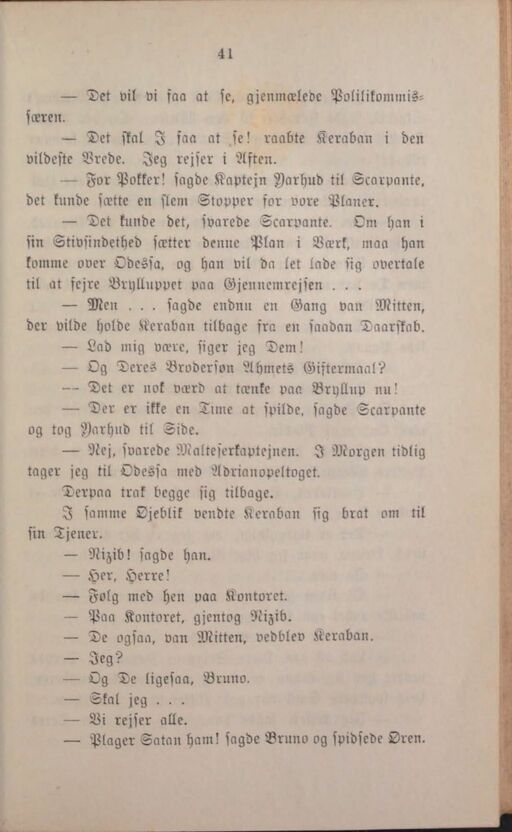 41
— Det vil vi faa at se, gjenmælede Polilikommis-
særen.
— Det skal I faa at se! raabte Keraban i den
vildeste Vrede. Jeg rejser i Aften.
— For Pokker! sagde Kaptejn Yarhud til Scarpante,
det kunde sætte en slem Stopper for vore Planer.
— Det kunde det, svarede Scarpante. Om han i
sin Stivsindethed sætter denne Plan i Værk, maa han
komme over Odessa, og han vil da let lade sig overtale
til at fejre Brylluppet paa Gjennemrejsen . . .
— Men . . . sagde endnu en Gang van Mitten,
der vilde holde Keraban tilbage fra en saadan Daarskab.
— Lad mig være, siger jeg Dem!
— Og Deres Brodersøn Ahmets Giftermaal?
— Det er nok værd at tænke paa Bryllup nu!
— Der er ikke en Time at spilde, sagde Scarpante
og tog Yarhud til Side.
— Nej, svarede Malteserkaptejnen. I Morgen tidlig
tager jeg til Odessa med Adrianopeltoget.
Derpaa trak begge sig tilbage.
I samme Øjeblik vendte Keraban sig brat om til
sin Tjener.
— Nizib! sagde han.
— Her, Herre!
— Følg med hen paa Kontoret.
— Paa Kontoret, gjentog Nizib.
— De ogsaa, van Mitten, vedblev Keraban.
— Jeg?
— Og De ligesaa, Bruno.
— Skal jeg . . .
— Vi rejser alle.
— Plager Satan ham! sagde Bruno og spidsede Øren.